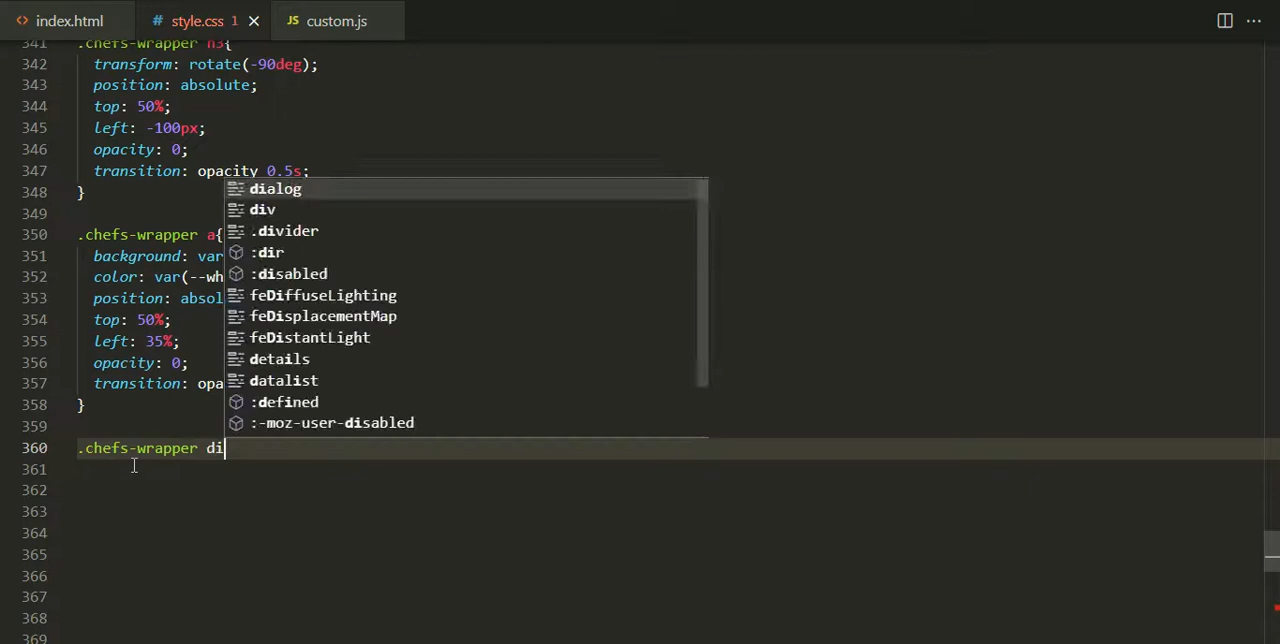 index.html
style.css 1
custom.js
341 .chefs-wrapper h3{
342 transform: rotate(-90deg);
343 position: absolute;
344 top: 50%;
345 left: -100px;
346 opacity: 0;
347 transition: opacity 0.5s;
348 }
349
350 .chefs-wrapper a{
351 background: var
352 color: var(--wh
353 position: absol
354 top: 50%;
355 left: 35%;
356 opacity: 0;
357 transition: opa
358 }
359
360 .chefs-wrapper di
361
362
363
364
365
366
367
368
369
dialog
div
.divider
:dir
:disabled
feDiffuseLighting
feDisplacementMap
feDistantLight
details
datalist
:defined
:-moz-user-disabled